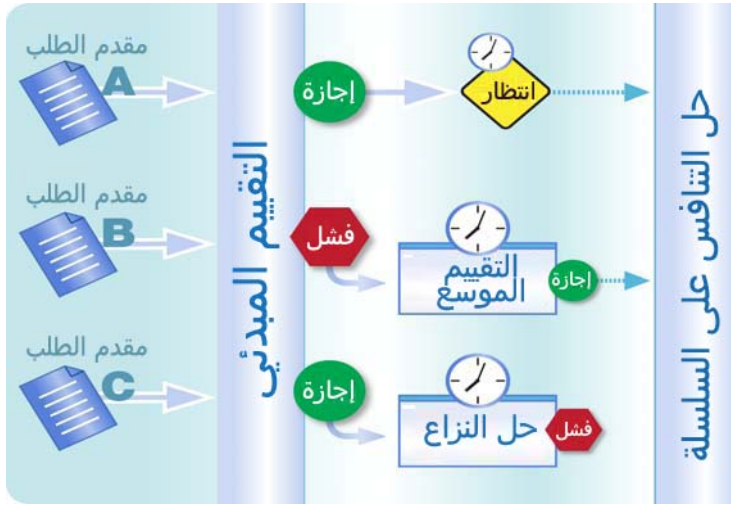 مقدم الطلب
A
إجازة
انتظار
مقدم الطلب
B
فشل
التقييم
الموسع
إجازة
مقدم الطلب
C
إجازة
حل النزاع
فشل
التقييم المبدئي
حل التنافس على السلسلة